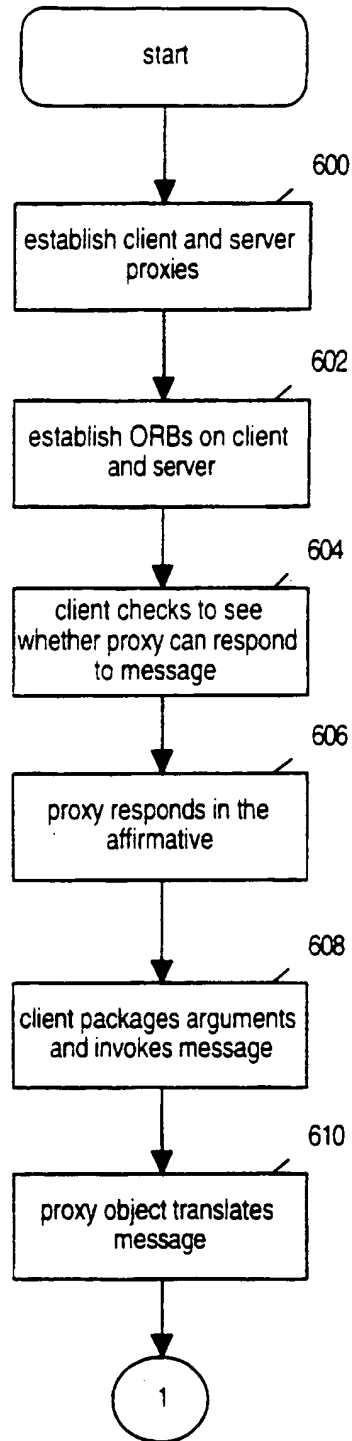 start
600
establish client and server
proxies
602
establish ORBs on client
and server
604
client checks to see
whether proxy can respond
to message
606
proxy responds in the
affirmative
608
client packages arguments
and invokes message
610
proxy object translates
message
1